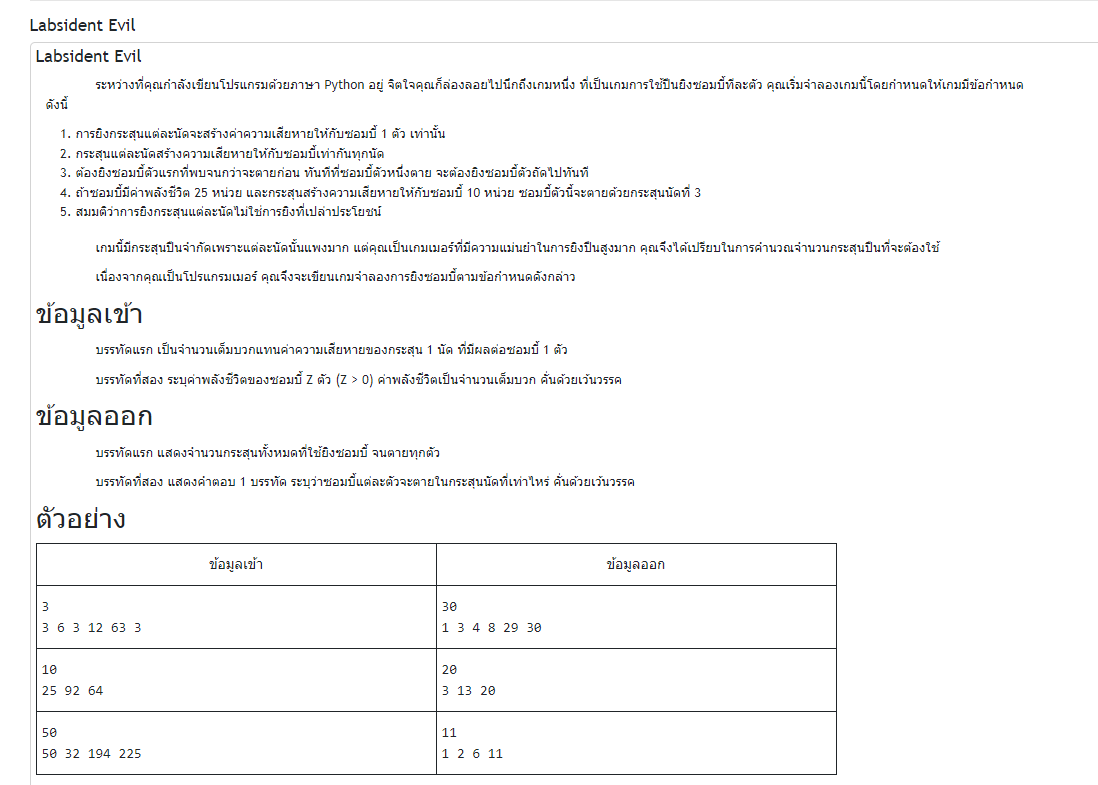 Labsident Evil
Labsident Evil
ระหว่างที่คุณกำลังเขียนโปรแกรมด้วยภาษา Python อยู่ จิตใจคุณก็ล่องลอยไปนึกถึงเกมหนึ่ง ที่เป็นเกมการใช้ปืนยิงซอมบี้ทีละตัว คุณเริ่มจำลองเกมนี้โดยกำหนดให้เกมมีข้อกำหนด
ดังนี้
1. การยิงกระสุนแต่ละนัดจะสร้างค่าความเสียหายให้กับซอมบี้ 1 ตัว เท่านั้น
2. กระสุนแต่ละนัดสร้างความเสียหายให้กับซอมบี้เท่ากันทุกนัด
3. ต้องยิงซอมบี้ตัวแรกที่พบจนกว่าจะตายก่อน ทันทีที่ซอมบี้ตัวหนึ่งตาย จะต้องยิงซอมบี้ตัวถัดไปทันที
4. ถ้าซอมบี้มีค่าพลังชีวิต 25 หน่วย และกระสุนสร้างความเสียหายให้กับซอมบี้ 10 หน่วย ซอมบี้ตัวนี้จะตายด้วยกระสุนนัดที่ 3
5. สมมติว่าการยิงกระสุนแต่ละนัดไม่ใช่การยิงที่เปล่าประโยชน์
เกมนี้มีกระสุนปืนจำกัดเพราะแต่ละนัดนั้นแพงมาก แต่คุณเป็นเกมเมอร์ที่มีความแม่นยำในการยิงปืนสูงมาก คุณจึงได้เปรียบในการคำนวณจำนวนกระสุนปืนที่จะต้องใช้
เนื่องจากคุณเป็นโปรแกรมเมอร์ คุณจึงจะเขียนเกมจำลองการยิงซอมบี้ตามข้อกำหนดดังกล่าว
ข้อมูลเข้า
บรรทัดแรก เป็นจำนวนเต็มบวกแทนค่าความเสียหายของกระสุน 1 นัด ที่มีผลต่อซอมบี้ 1 ตัว
บรรทัดที่สอง ระบุค่าพลังชีวิตของซอมบี้ Z ตัว (Z > 0) ค่าพลังชีวิตเป็นจำนวนเต็มบวก คั่นด้วยเว้นวรรค
ข้อมูลออก
บรรทัดแรก แสดงจำนวนกระสุนทั้งหมดที่ใช้ยิงซอมบี้ จนตายทุกตัว
บรรทัดที่สอง แสดงคำตอบ 1 บรรทัด ระบุว่าซอมบี้แต่ละตัวจะตายในกระสุนนัดที่เท่าไหร่ คั่นด้วยเว้นวรรค
ตัวอย่าง
ข้อมูลเข้า
ข้อมูลออก
3
3 6 3 12 63 3
30
1 3 4 8 29 30
10
25 92 64
20
3 13 20
50
50 32 194 225
11
1 2 6 11